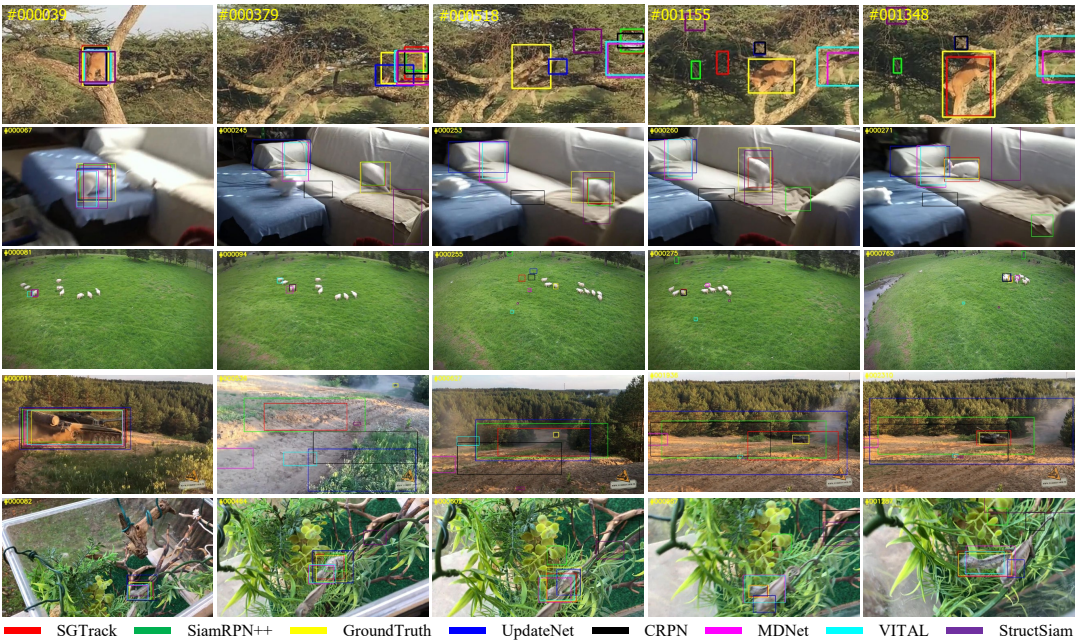 #000039 #000379 #000518 #001155 #001348
#000067 #000245 #000253 #000260 #000271
#000081 #000094 #000255 #000275 #000765
#000011
#000082
SGTrack SiamRPN++ GroundTruth UpdateNet CRPN MDNet VITAL StructSiam